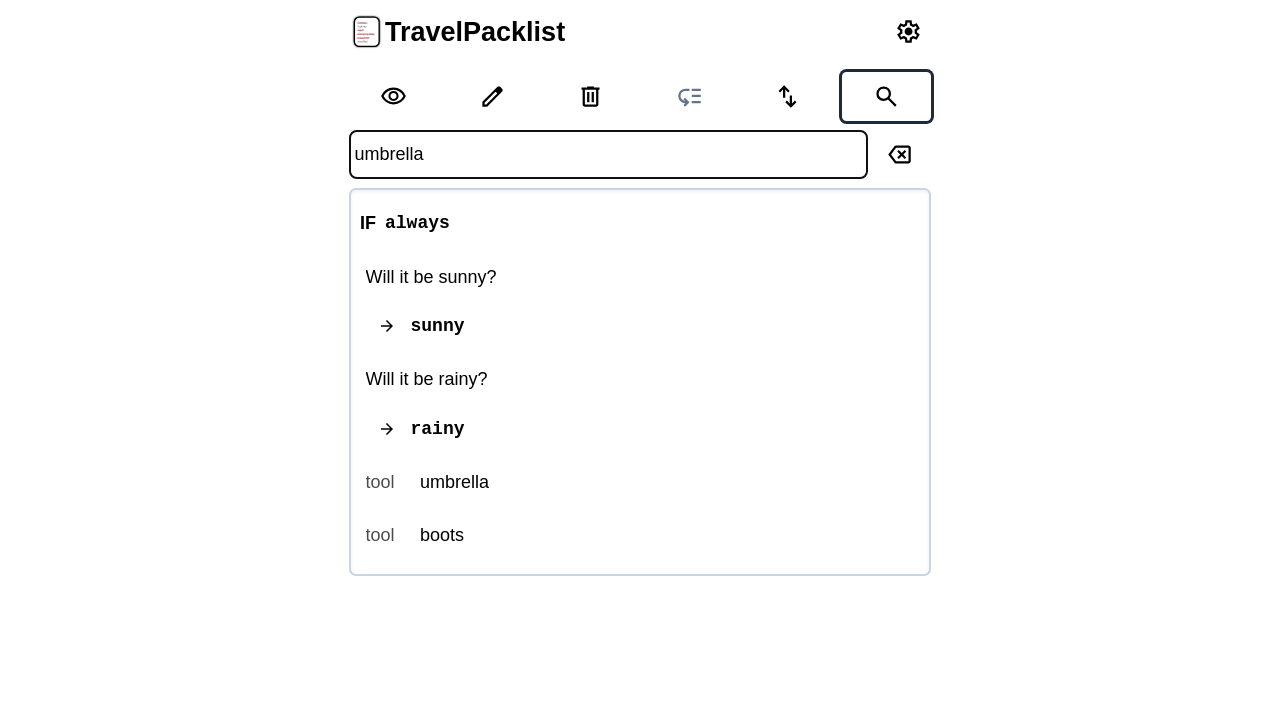 TravelPacklist
umbrella
IF always
Will it be sunny?
→ sunny
Will it be rainy?
→ rainy
tool umbrella
tool boots